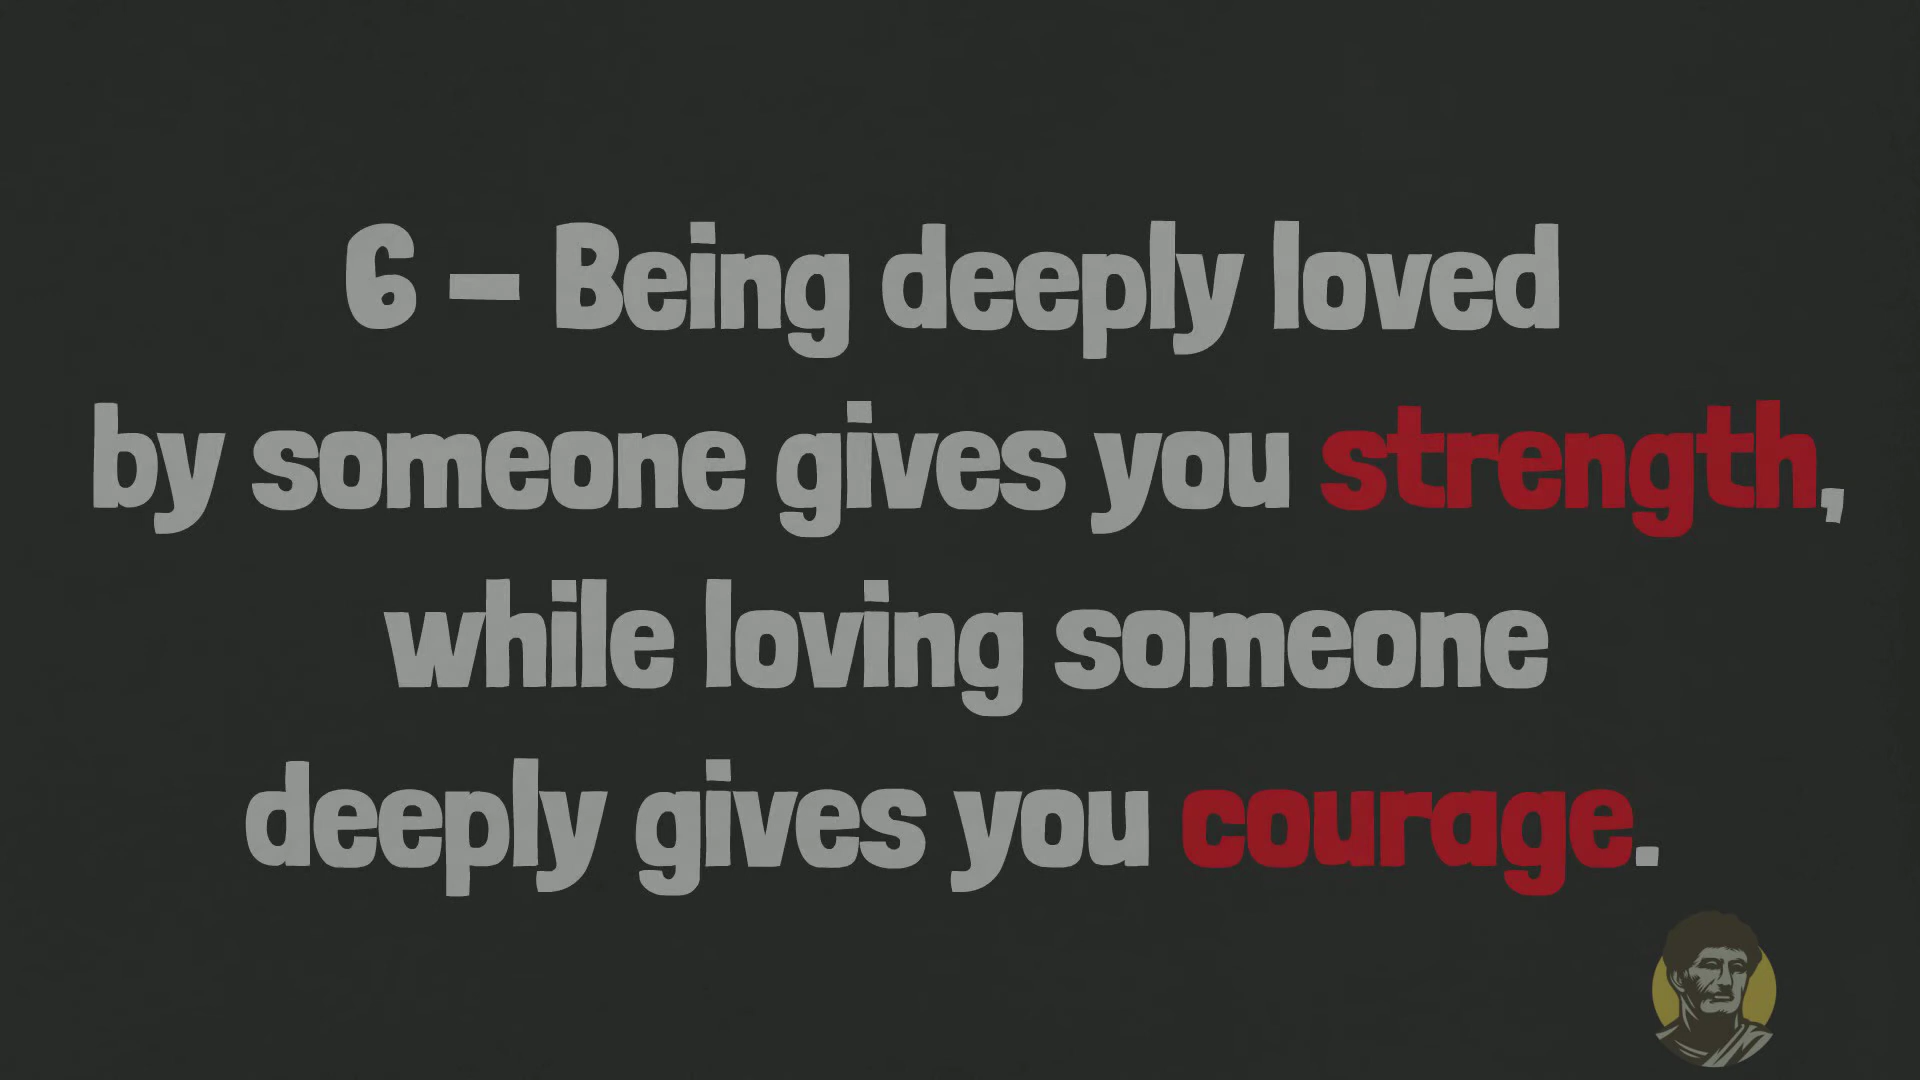 6 – Being deeply loved
by someone gives you strength,
while loving someone
deeply gives you courage.